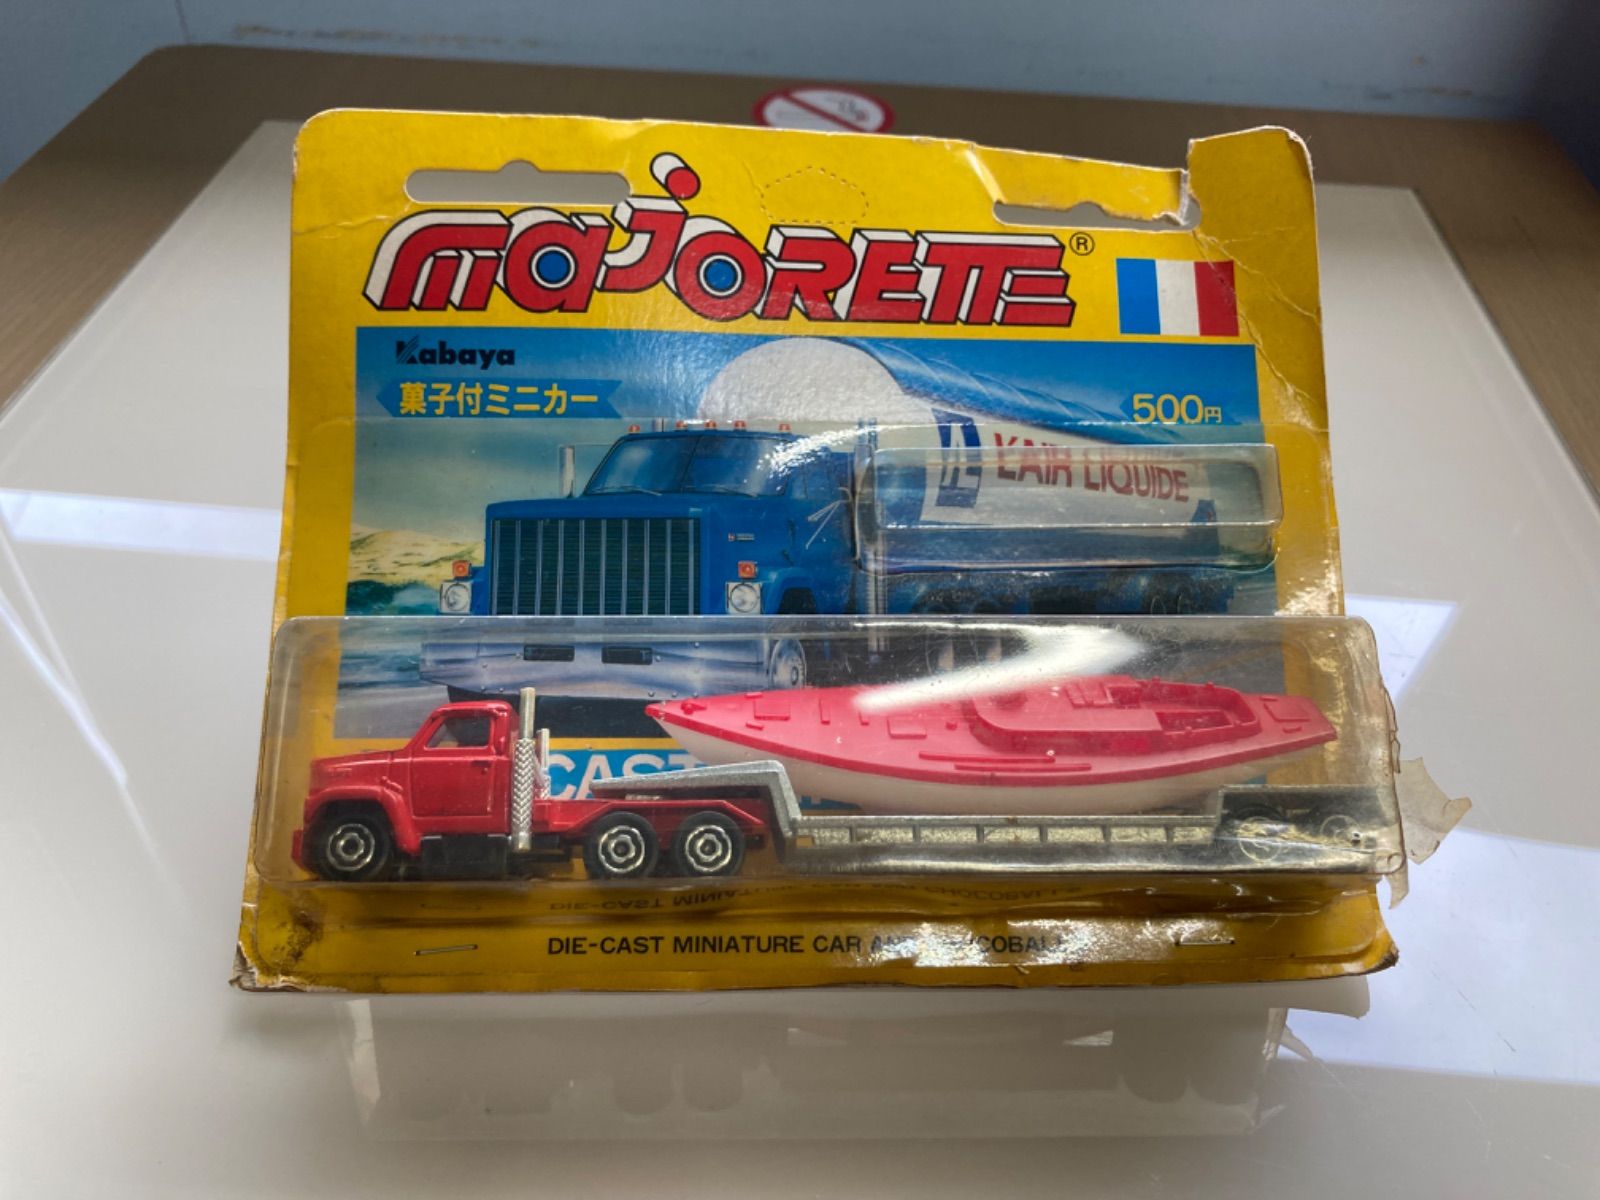 majORETTE®
Kabaya
菓子付ミニカー
500円
L'AIR LIQUIDE
CAST
DIE-CAST MINIATURE CAR